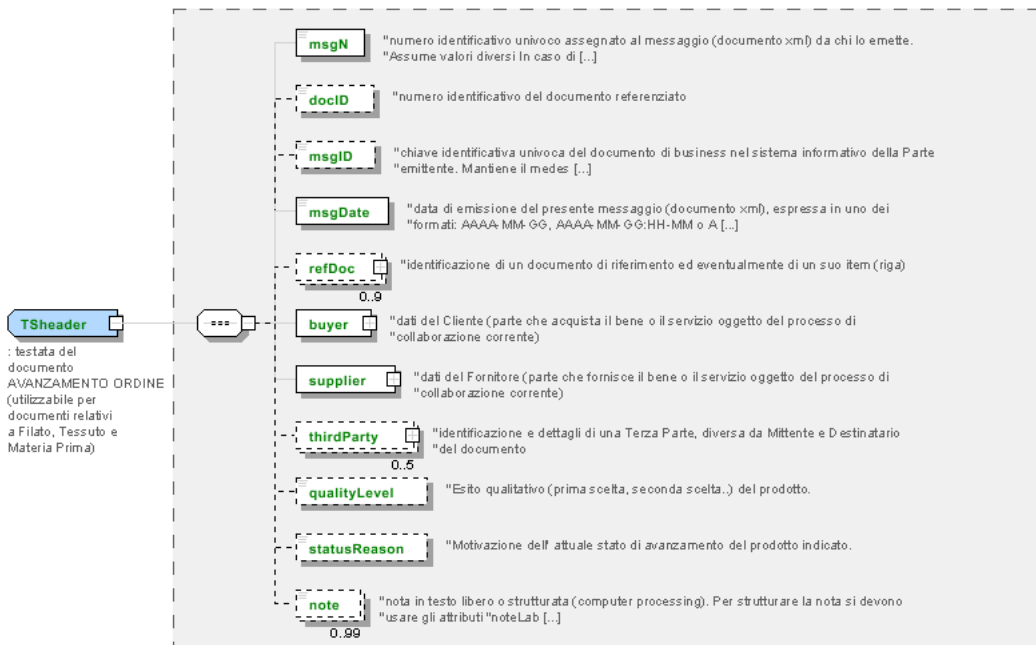 msgN
"numero identificativo univoco assegnato al messaggio (documento xml) da chi lo emette.
"Assume valori diversi In caso di [...]
docID
"numero identificativo del documento referenziato
msgID
"chiave identificativa univoca del documento di business nel sistema informativo della Parte
"emittente. Mantiene il medes [...]
msgDate
"data di emissione del presente messaggio (documento xml), espressa in uno dei
"formati: AAAA-MM-GG, AAAA-MM-GG:HH-MM o A [...]
refDoc
"identificazione di un documento di riferimento ed eventualmente di un suo item (riga)
0..9
TSheader
: testata del
documento
AVANZAMENTO ORDINE
(utilizzabile per
documenti relativi
a Filato, Tessuto e
Materia Prima)
buyer
"dati del Cliente (parte che acquista il bene o il servizio oggetto del processo di
"collaborazione corrente)
supplier
"dati del Fornitore (parte che fornisce il bene o il servizio oggetto del processo di
"collaborazione corrente)
thirdParty
"identificazione e dettagli di una Terza Parte, diversa da Mittente e Destinatario
"del documento
0..5
qualityLevel
"Esito qualitativo (prima scelta, seconda scelta..) del prodotto.
statusReason
"Motivazione dell' attuale stato di avanzamento del prodotto indicato.
note
"nota in testo libero o strutturata (computer processing). Per strutturare la nota si devono
"usare gli attributi "noteLab [...]
0..99